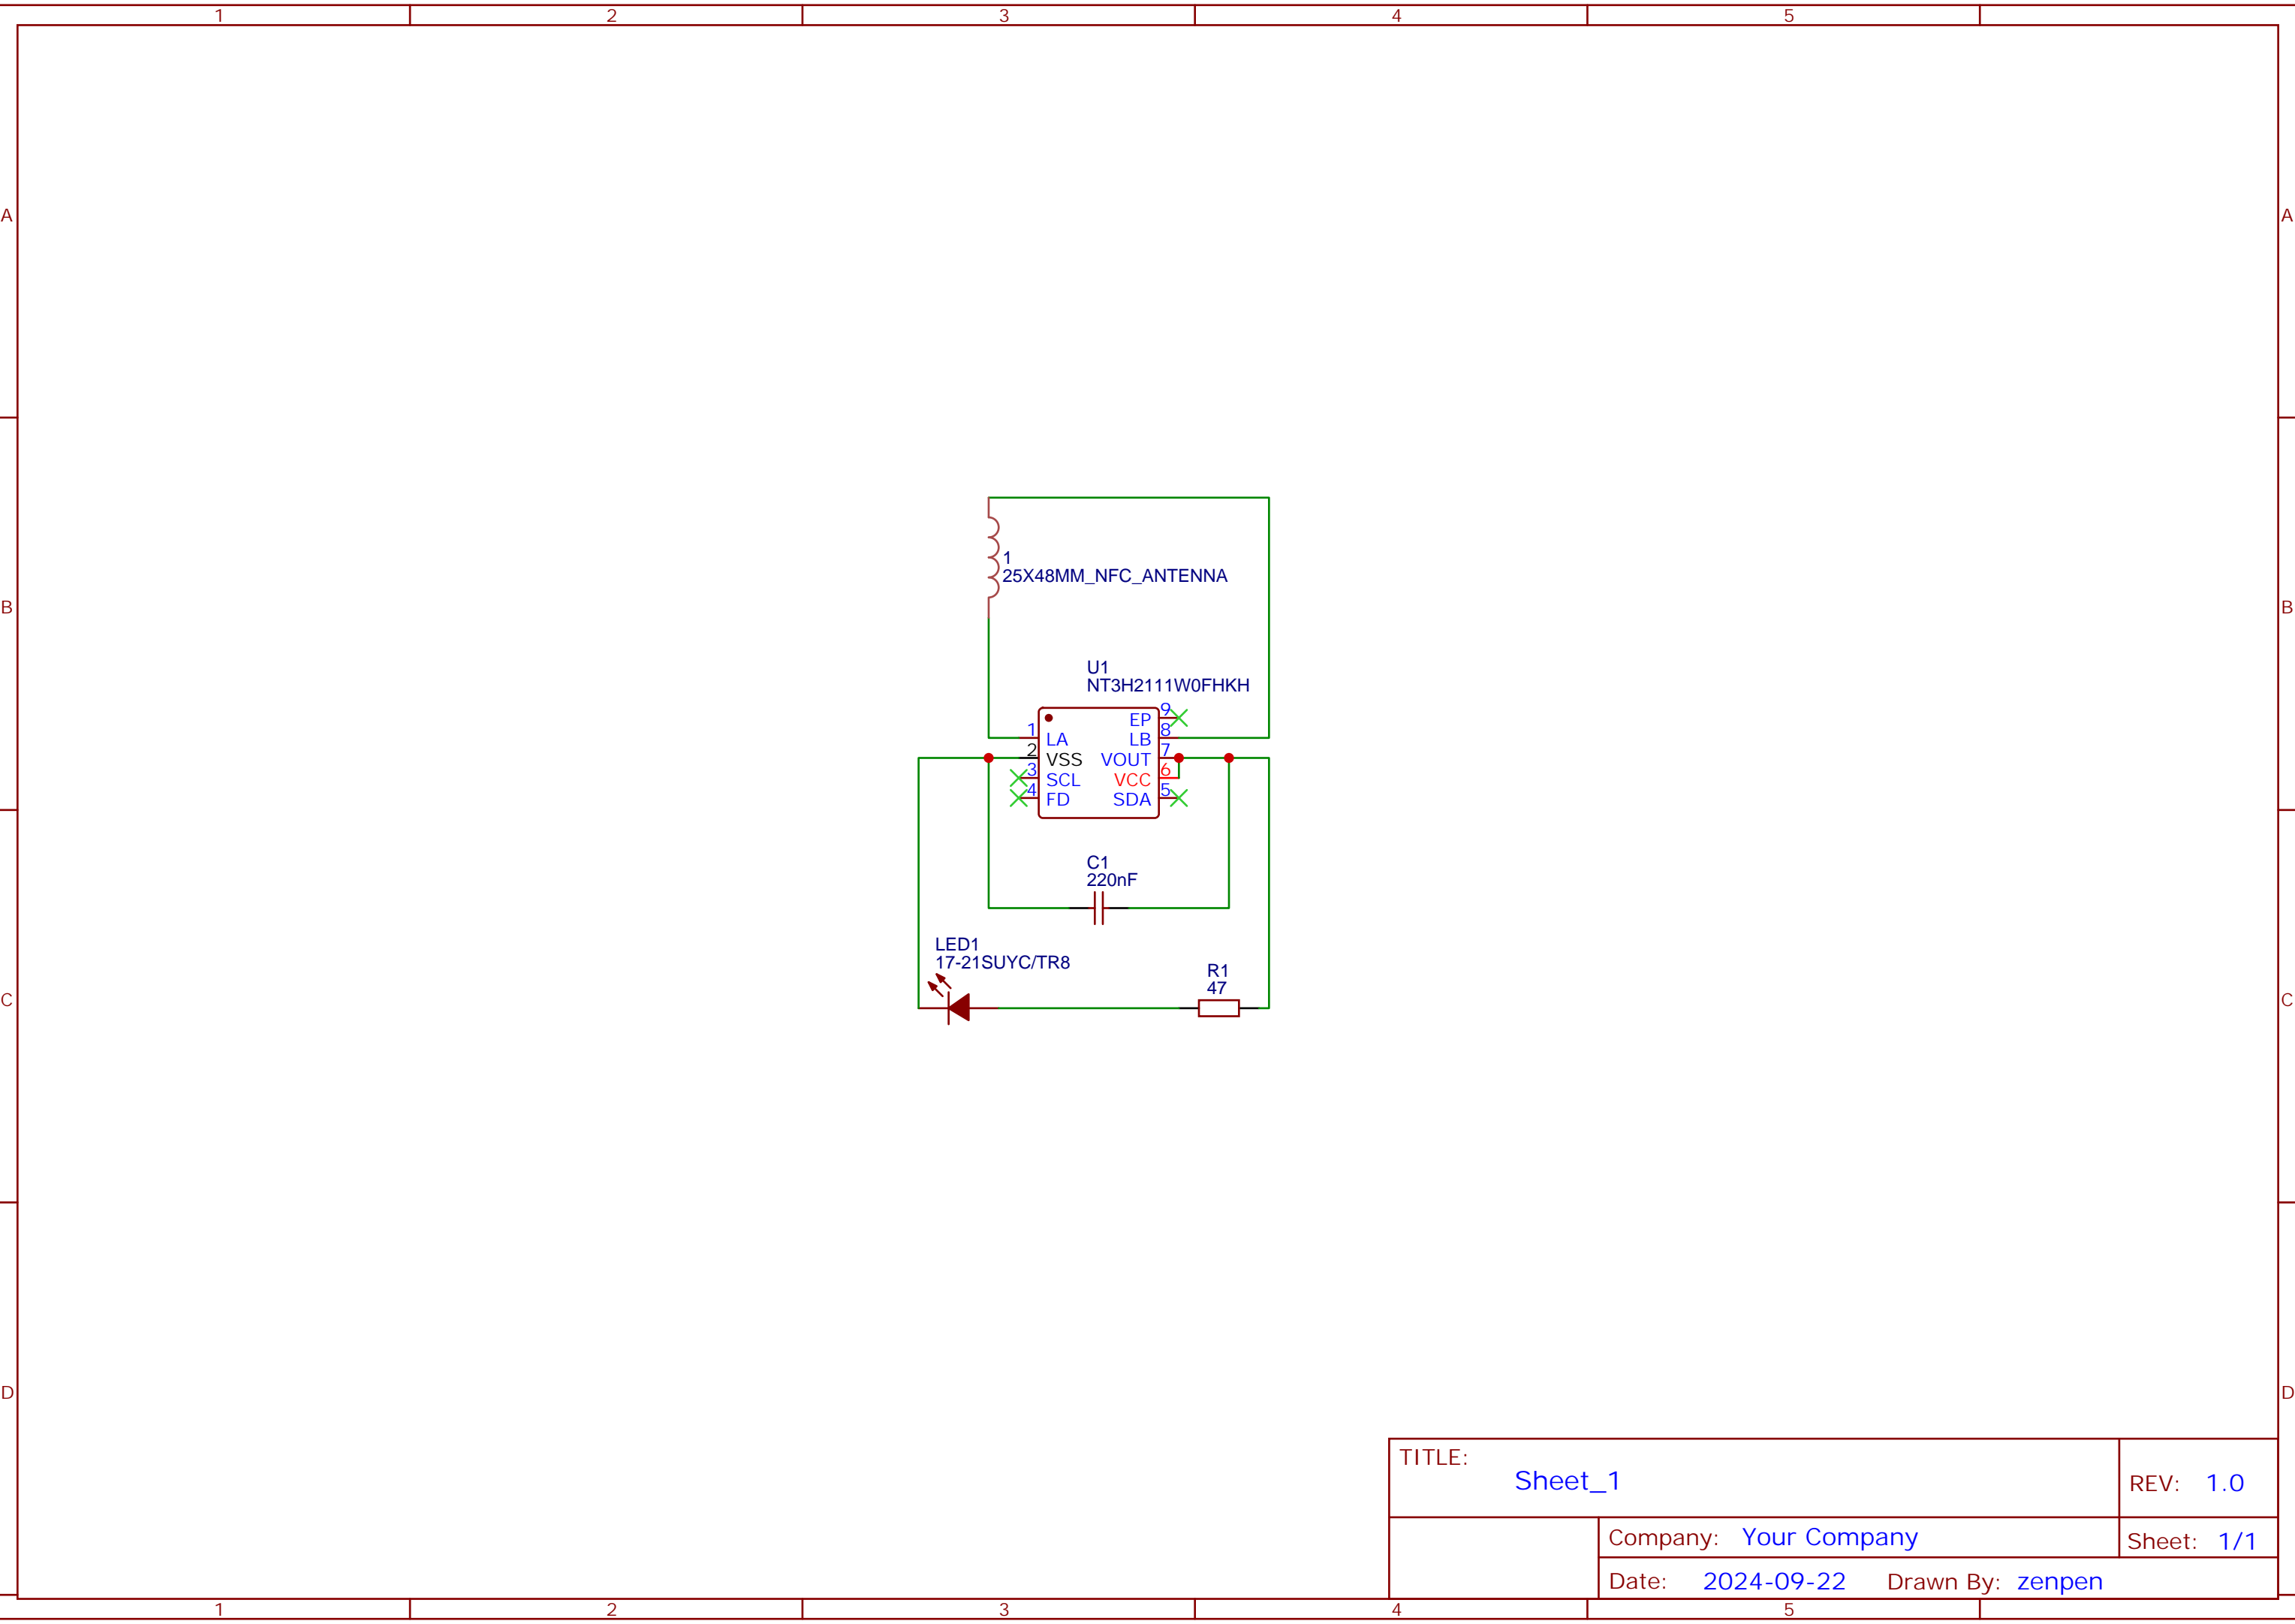 1 2 3 4 5
A A
B B
1
25X48MM_NFC_ANTENNA
U1
NT3H2111W0FHKH
EP 9
1 LA LB 8
2 VSS VOUT 7
3 SCL VCC 6
4 FD SDA 5
C1
220nF
LED1
17-21SUYC/TR8
R1
47
C C
D D
TITLE:
Sheet_1
REV: 1.0
Company: Your Company
Sheet: 1/1
Date: 2024-09-22 Drawn By: zenpen
1 2 3 4 5